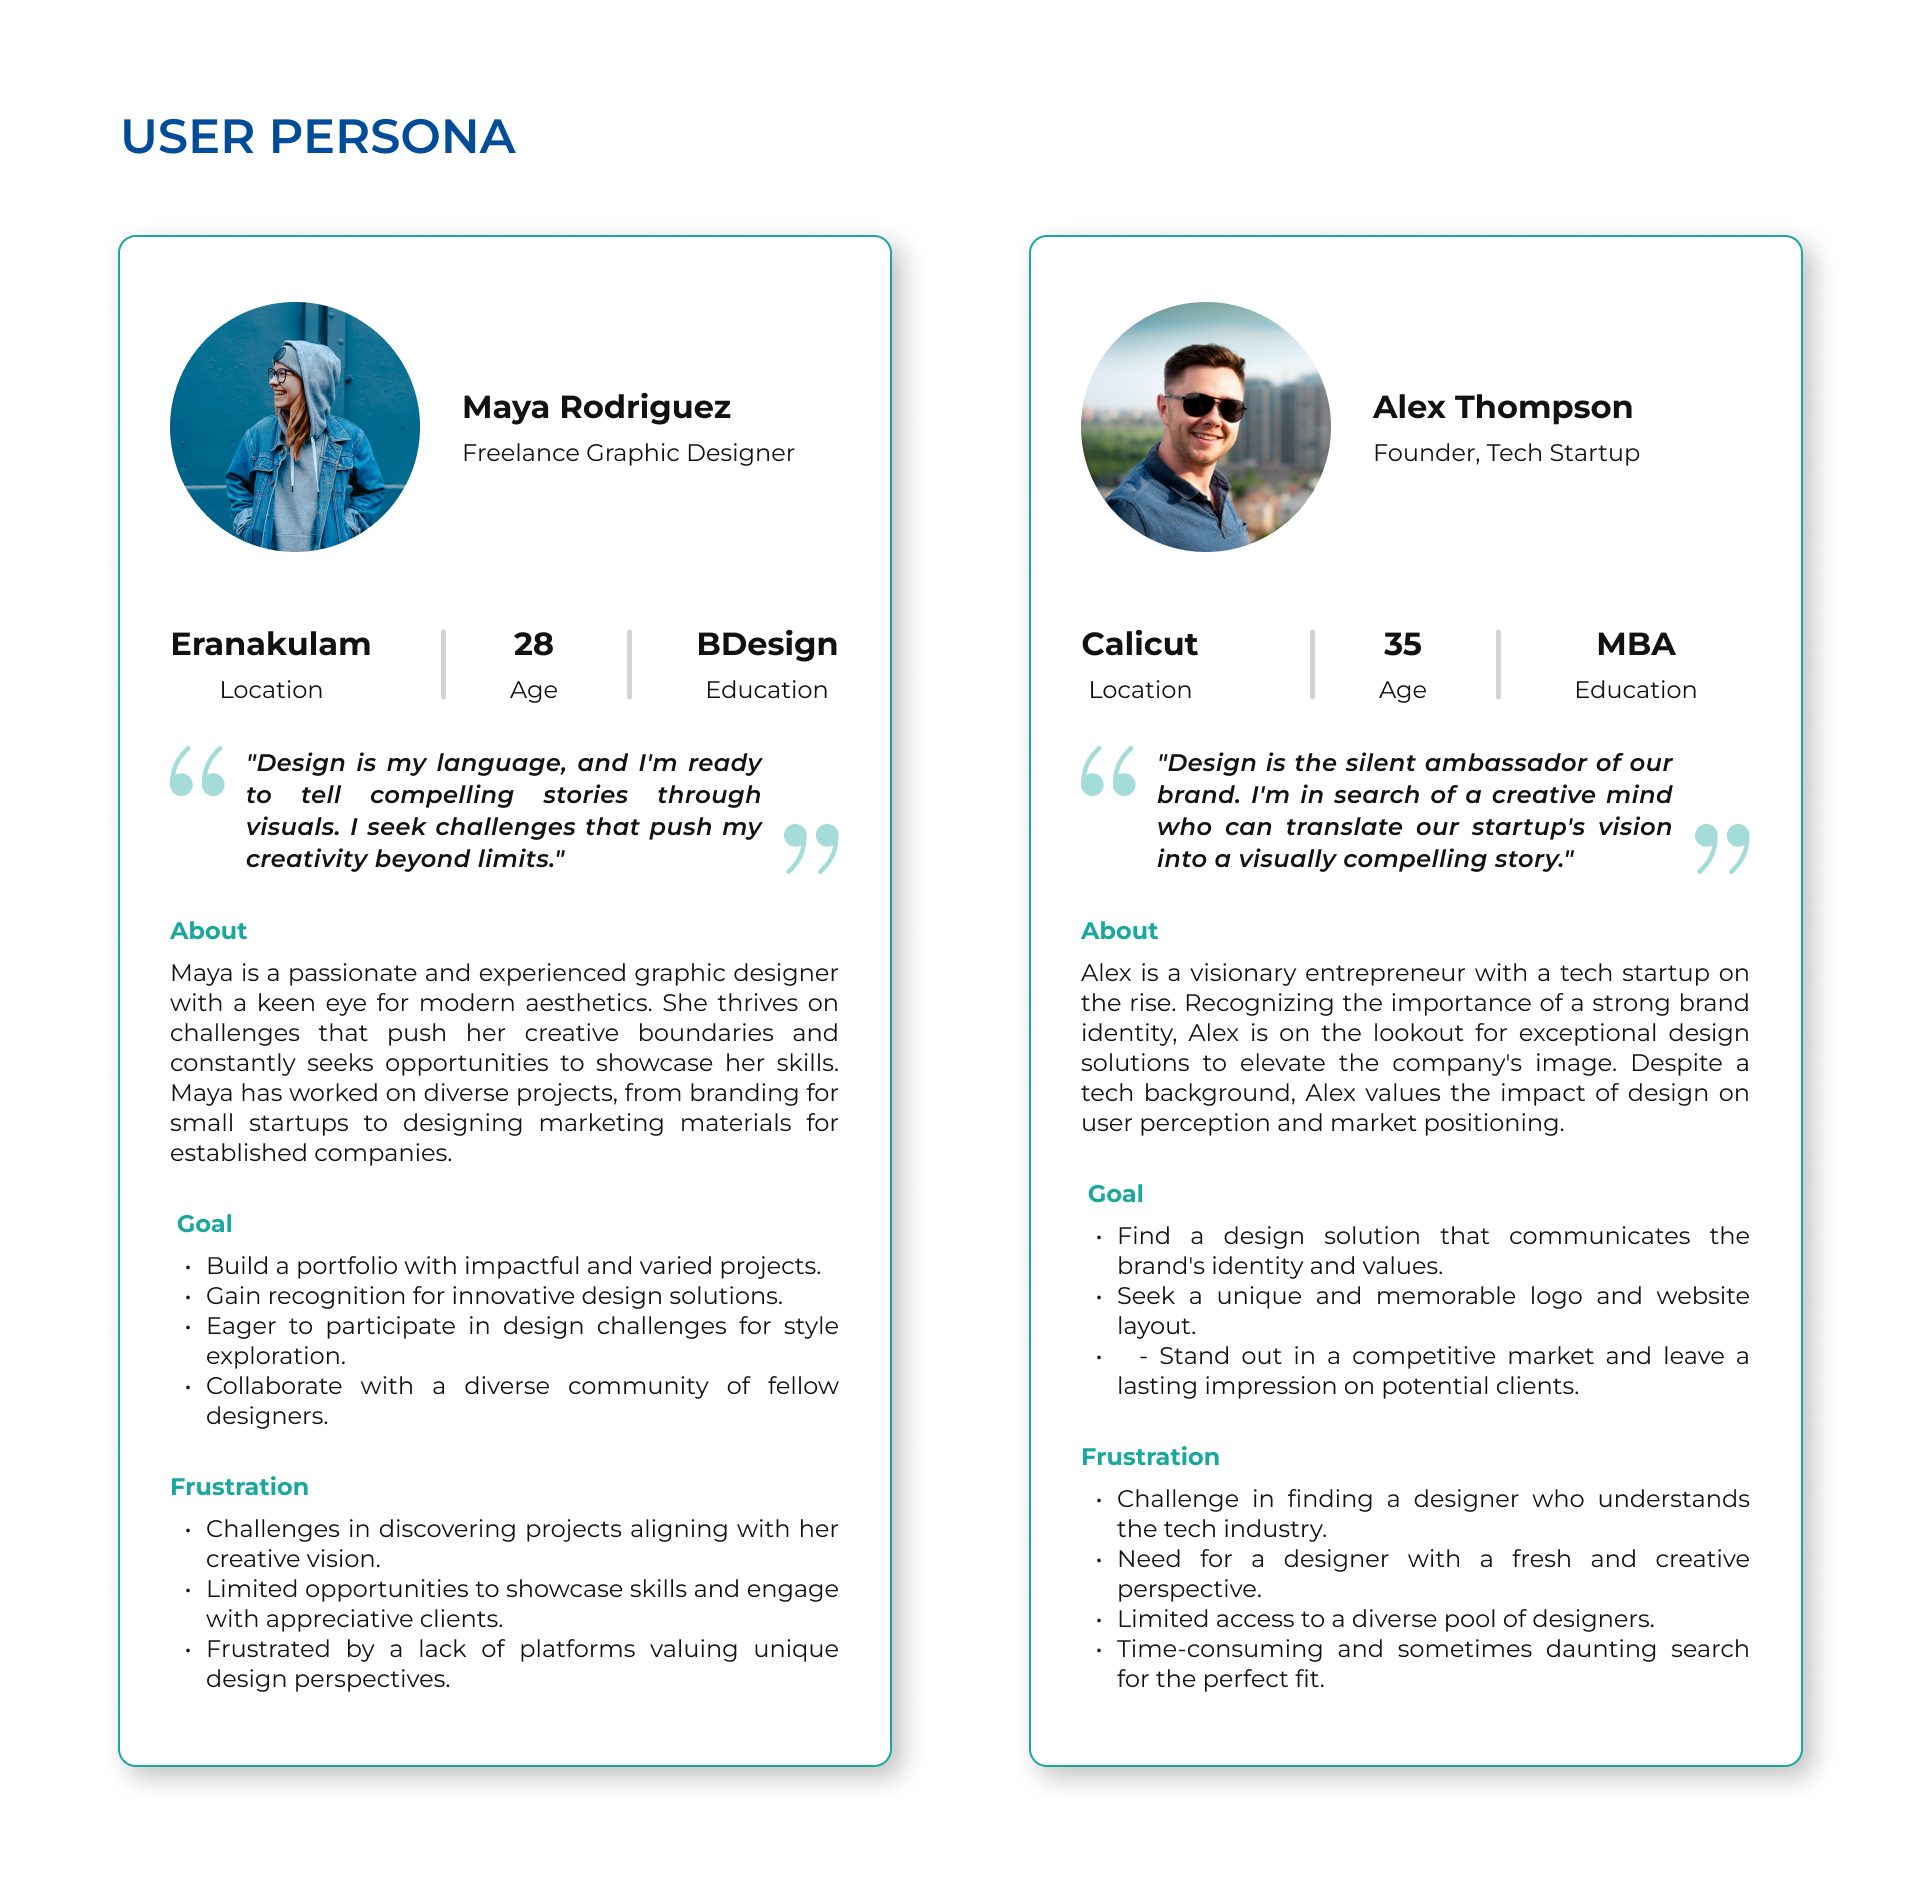 USER PERSONA
Maya Rodriguez
Freelance Graphic Designer
Eranakulam
28
BDesign
Location
Age
Education
"Design is my language, and I'm ready
to tell compelling stories through
visuals. I seek challenges that push my
creativity beyond limits."
About
Maya is a passionate and experienced graphic designer
with a keen eye for modern aesthetics. She thrives on
challenges that push her creative boundaries and
constantly seeks opportunities to showcase her skills.
Maya has worked on diverse projects, from branding for
small startups to designing marketing materials for
established companies.
Goal
• Build a portfolio with impactful and varied projects.
• Gain recognition for innovative design solutions.
• Eager to participate in design challenges for style
exploration.
• Collaborate with a diverse community of fellow
designers.
Frustration
• Challenges in discovering projects aligning with her
creative vision.
• Limited opportunities to showcase skills and engage
with appreciative clients.
• Frustrated by a lack of platforms valuing unique
design perspectives.
Alex Thompson
Founder, Tech Startup
Calicut
35
MBA
Location
Age
Education
"Design is the silent ambassador of our
brand. I'm in search of a creative mind
who can translate our startup's vision
into a visually compelling story."
About
Alex is a visionary entrepreneur with a tech startup on
the rise. Recognizing the importance of a strong brand
identity, Alex is on the lookout for exceptional design
solutions to elevate the company's image. Despite a
tech background, Alex values the impact of design on
user perception and market positioning.
Goal
• Find a design solution that communicates the
brand's identity and values.
• Seek a unique and memorable logo and website
layout.
• - Stand out in a competitive market and leave a
lasting impression on potential clients.
Frustration
• Challenge in finding a designer who understands
the tech industry.
• Need for a designer with a fresh and creative
perspective.
• Limited access to a diverse pool of designers.
• Time-consuming and sometimes daunting search
for the perfect fit.